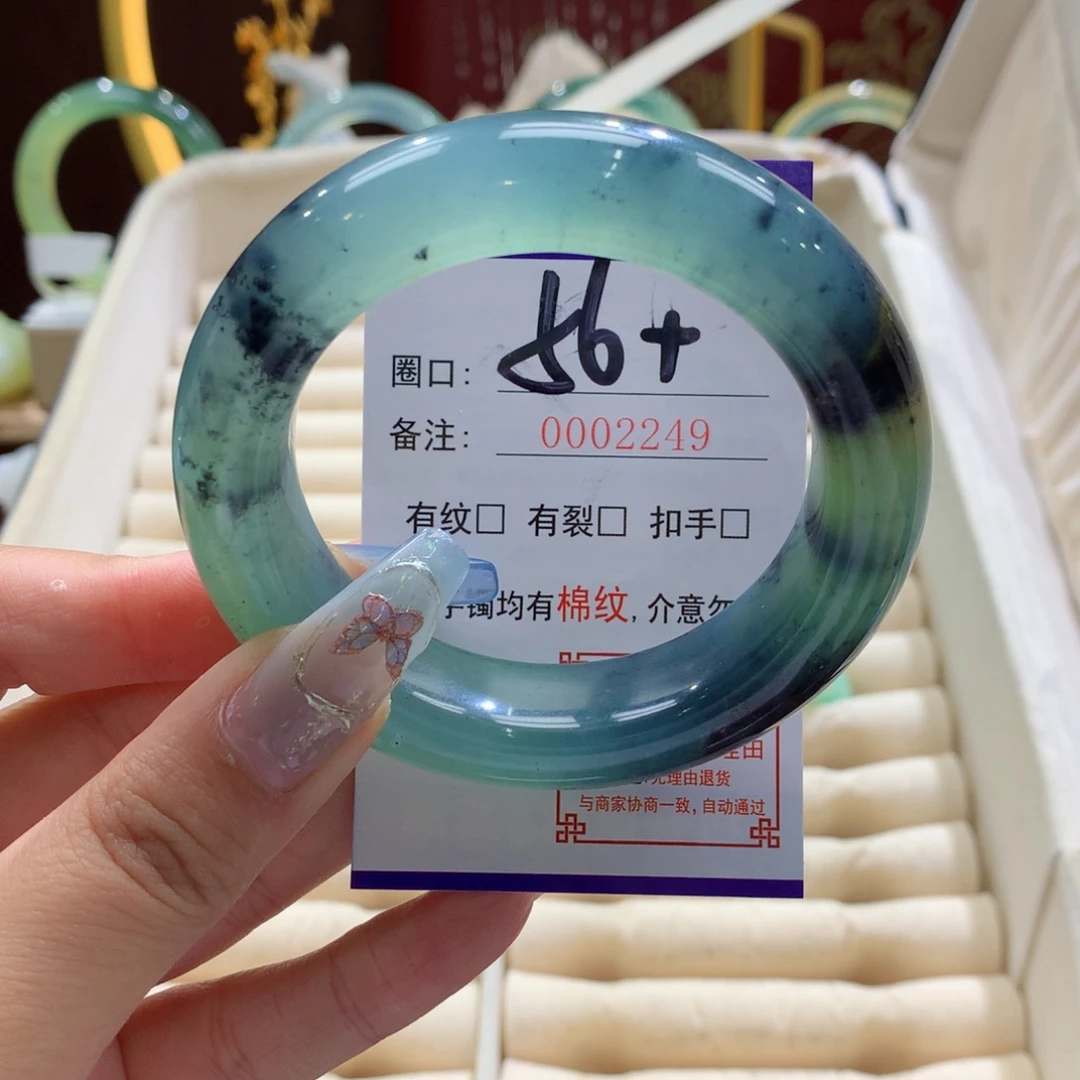 圈口: 56+
备注: 0002249
有纹□ 有裂□ 扣手□
手镯均有棉纹, 介意勿
无理由退货
与商家协商一致, 自动通过